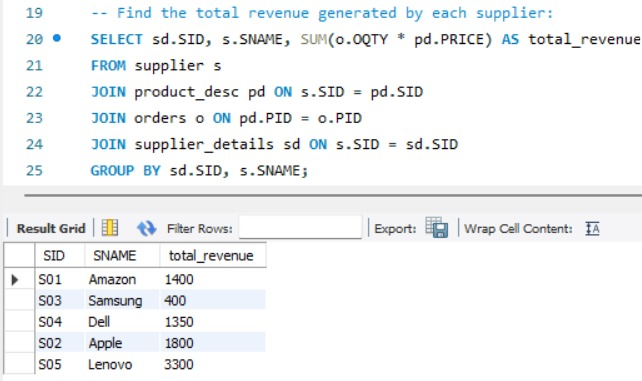 19 -- Find the total revenue generated by each supplier:
20 SELECT sd.SID, s.SNAME, SUM(o.OQTY * pd.PRICE) AS total_revenue
21 FROM supplier s
22 JOIN product_desc pd ON s.SID = pd.SID
23 JOIN orders o ON pd.PID = o.PID
24 JOIN supplier_details sd ON s.SID = sd.SID
25 GROUP BY sd.SID, s.SNAME;
Result Grid Filter Rows: Export: Wrap Cell Content: IA
SID SNAME total_revenue
S01 Amazon 1400
S03 Samsung 400
S04 Dell 1350
S02 Apple 1800
S05 Lenovo 3300